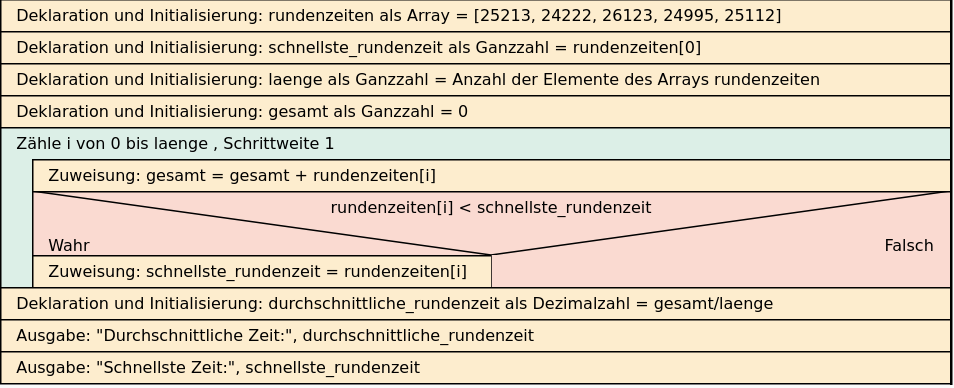 Deklaration und Initialisierung: rundenzeiten als Array = [25213, 24222, 26123, 24995, 25112]
Deklaration und Initialisierung: schnellste_rundenzeit als Ganzzahl = rundenzeiten[0]
Deklaration und Initialisierung: laenge als Ganzzahl = Anzahl der Elemente des Arrays rundenzeiten
Deklaration und Initialisierung: gesamt als Ganzzahl = 0
Zähle i von 0 bis laenge , Schrittweite 1
Zuweisung: gesamt = gesamt + rundenzeiten[i]
rundenzeiten[i] < schnellste_rundenzeit
Wahr Falsch
Zuweisung: schnellste_rundenzeit = rundenzeiten[i]
Deklaration und Initialisierung: durchschnittliche_rundenzeit als Dezimalzahl = gesamt/laenge
Ausgabe: "Durchschnittliche Zeit:", durchschnittliche_rundenzeit
Ausgabe: "Schnellste Zeit:", schnellste_rundenzeit